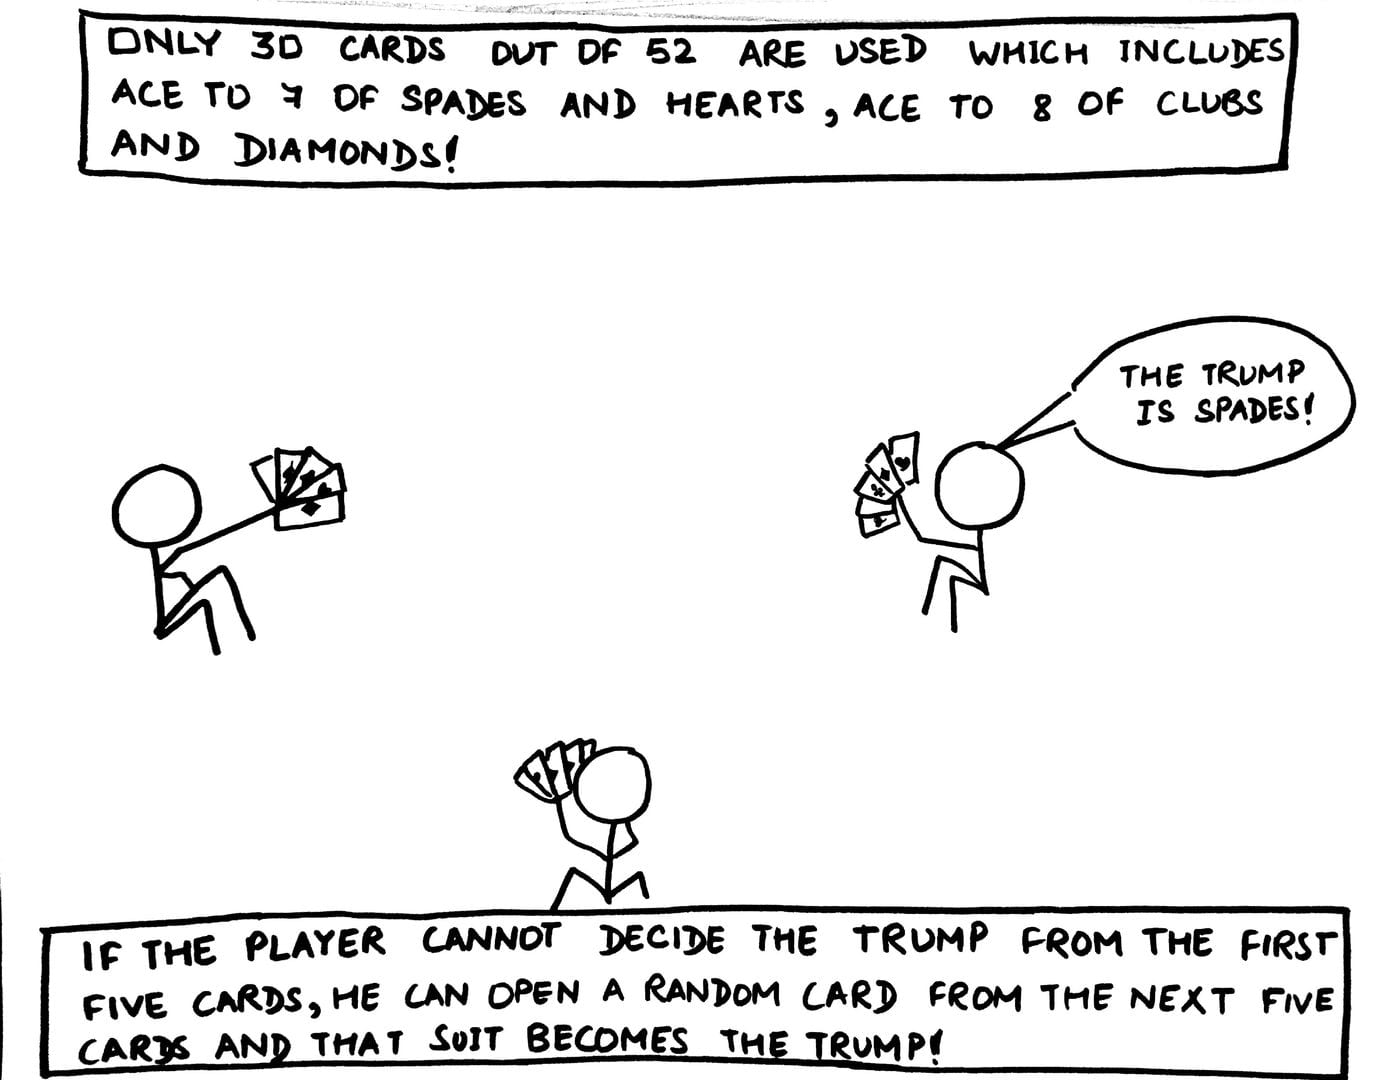 ONLY 30 CARDS OUT OF 52 ARE USED WHICH INCLUDES
ACE TO 7 OF SPADES AND HEARTS, ACE TO 8 OF CLUBS
AND DIAMONDS!
THE TRUMP
IS SPADES!
IF THE PLAYER CANNOT DECIDE THE TRUMP FROM THE FIRST
FIVE CARDS, HE CAN OPEN A RANDOM CARD FROM THE NEXT FIVE
CARDS AND THAT SUIT BECOMES THE TRUMP!